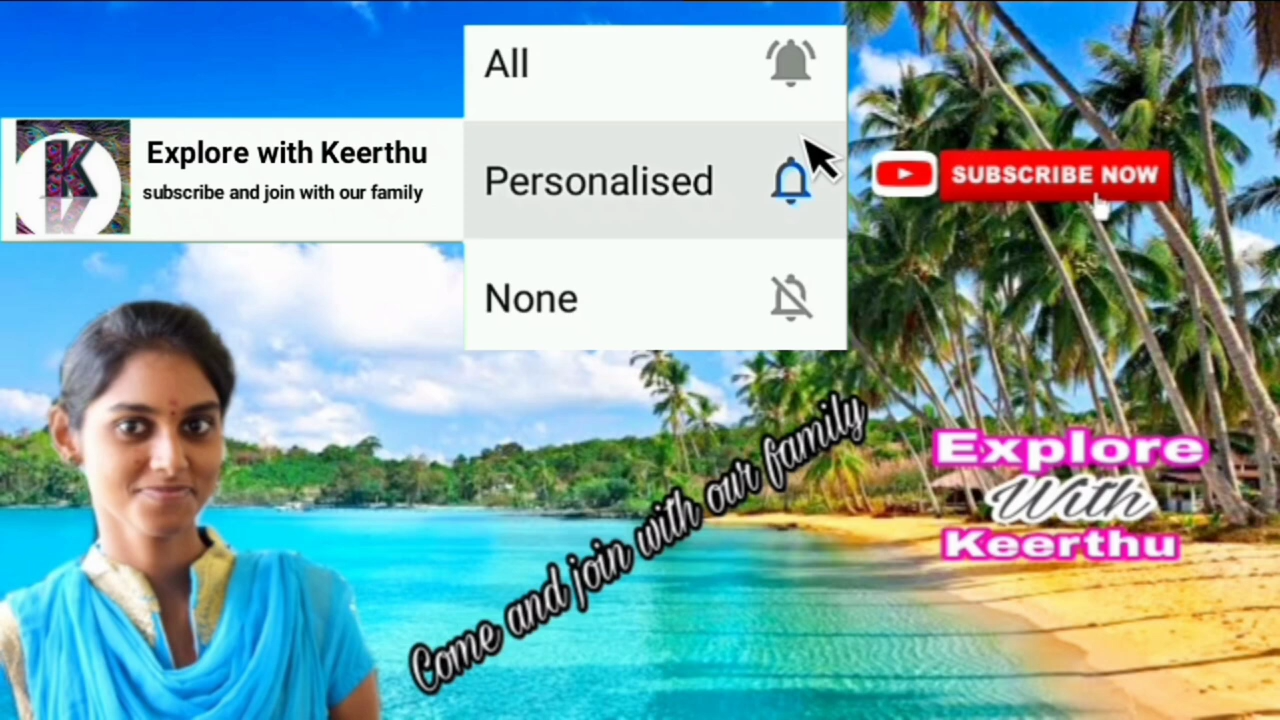 All
Explore with Keerthu
subscribe and join with our family
Personalised
SUBSCRIBE NOW
None
Come and join with our family
Explore
With
Keerthu
K